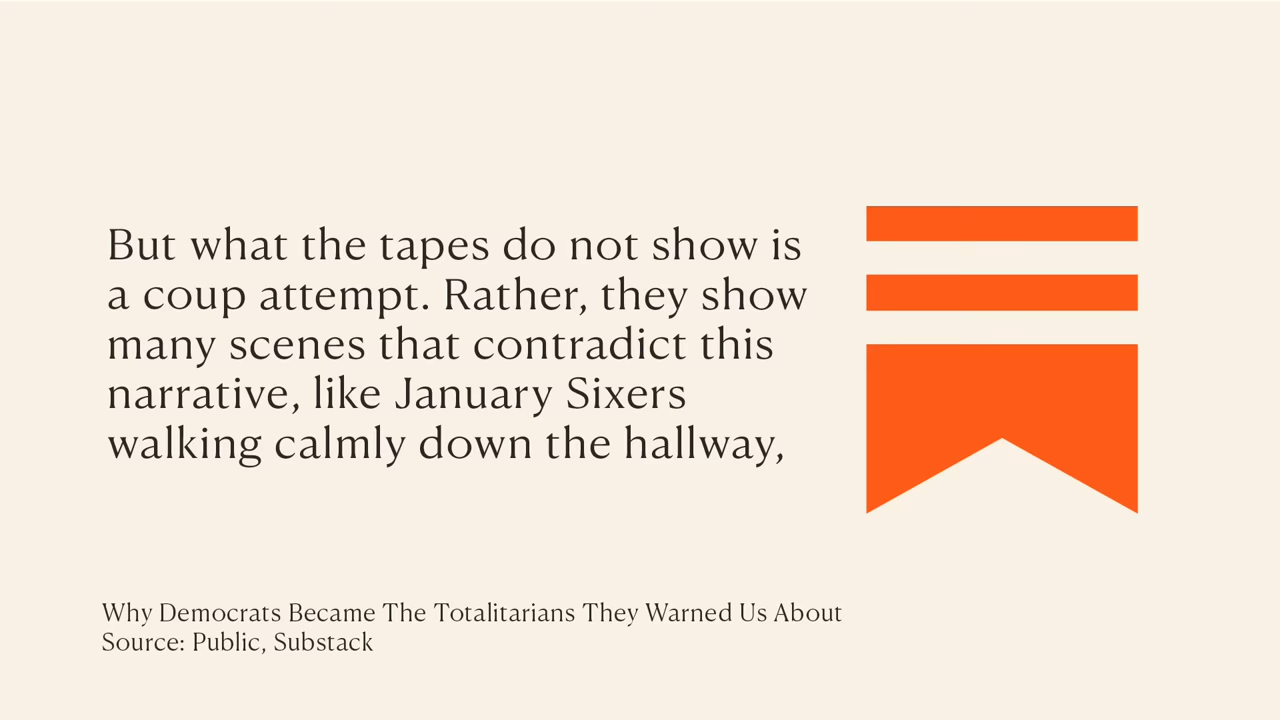 But what the tapes do not show is
a coup attempt. Rather, they show
many scenes that contradict this
narrative, like January Sixers
walking calmly down the hallway,
Why Democrats Became The Totalitarians They Warned Us About
Source: Public, Substack